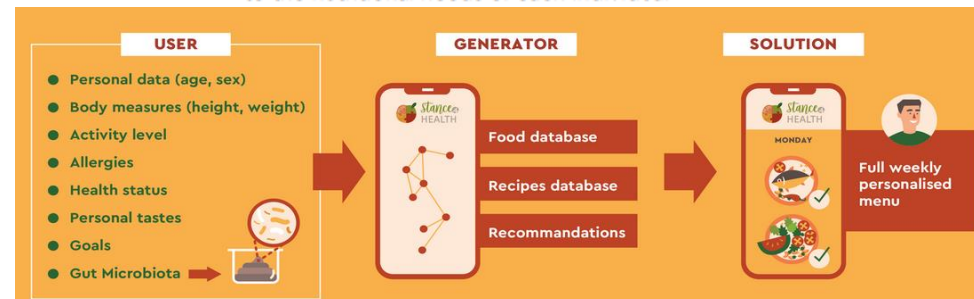 USER
Personal data (age, sex)
Body measures (height, weight)
Activity level
Allergies
Health status
Personal tastes
Goals
Gut Microbiota
GENERATOR
Stance
HEALTH
Food database
Recipes database
Recommandations
SOLUTION
Stance
HEALTH
MONDAY
Full weekly
personalised
menu